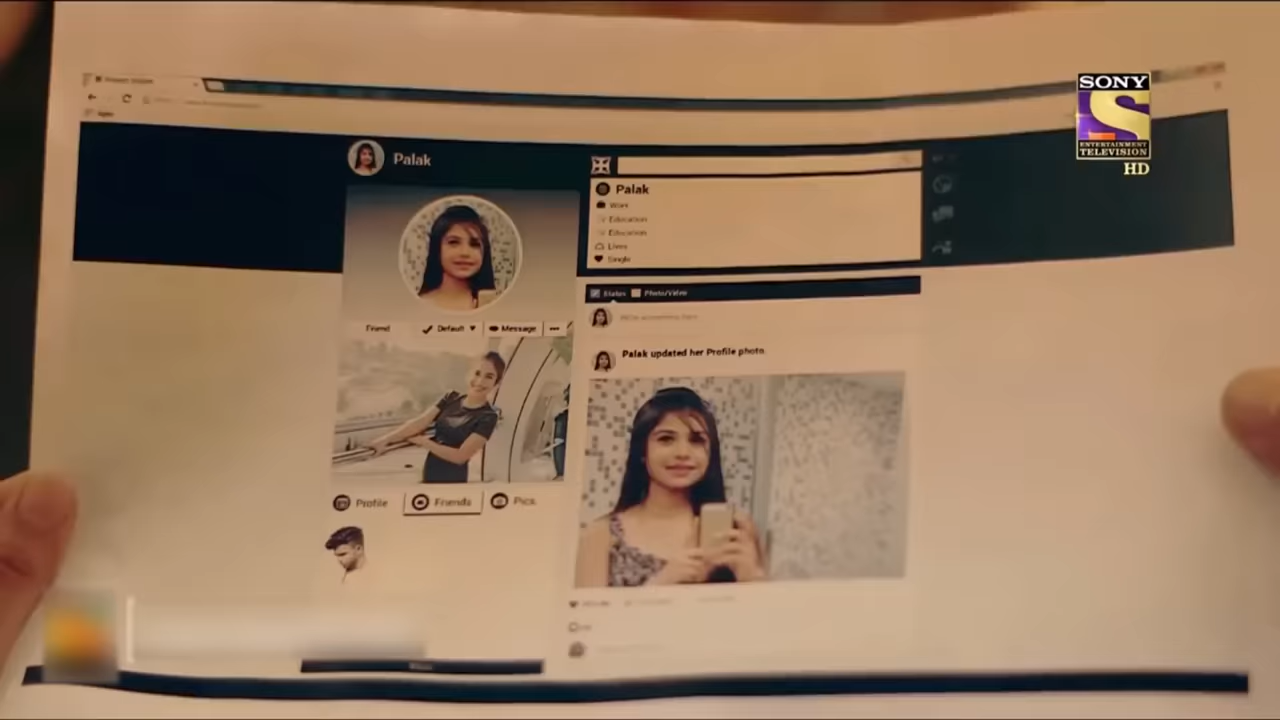 SONY
ENTERTAINMENT
TELEVISION
HD
Palak
Palak
Work
Education
Education
Lives
Single
Friend
Default
Message
Status
Photo/Video
Palak updated her Profile photo.
Profile
Friends
Pics.